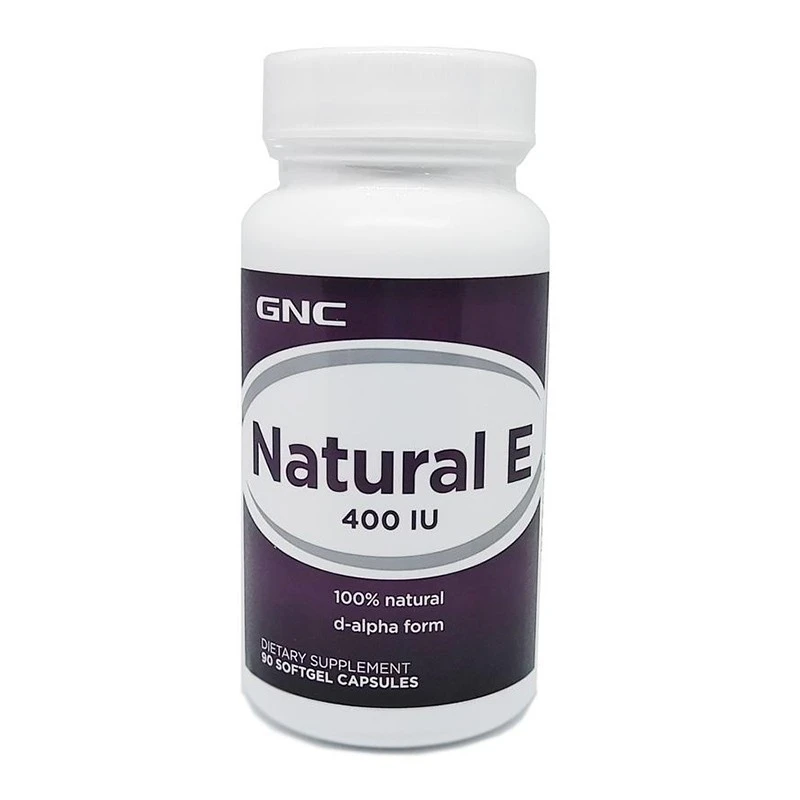 GNC
Natural E
400 IU
100% natural
d-alpha form
DIETARY SUPPLEMENT
90 SOFTGEL CAPSULES